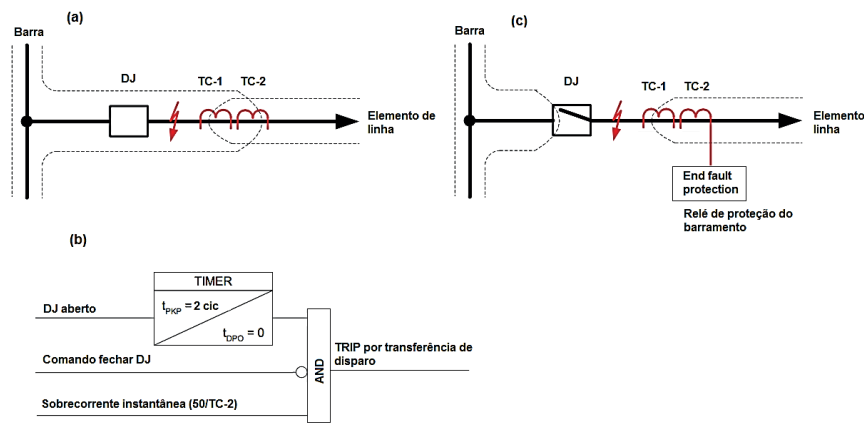 (a)
Barra
DJ
TC-1
TC-2
Elemento de
linha
(c)
Barra
DJ
TC-1
TC-2
Elemento
linha
End fault
protection
Relé de proteção do
barramento
(b)
TIMER
DJ aberto
tPKP = 2 cic
tDPO = 0
Comando fechar DJ
AND
TRIP por transferência de
disparo
Sobrecorrente instantânea (50/TC-2)